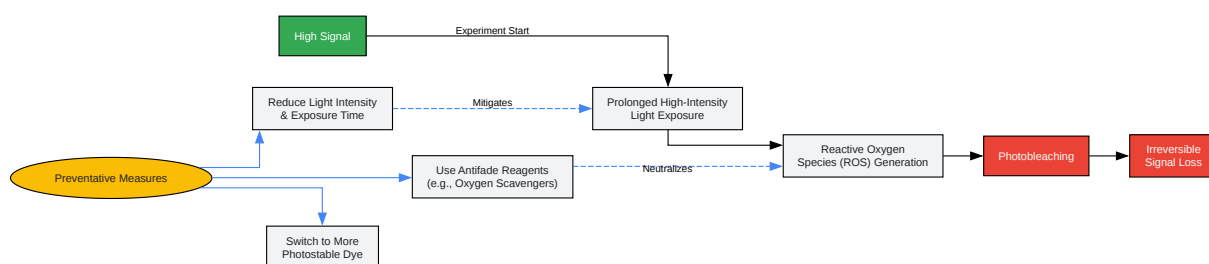 High Signal
Experiment Start
Reduce Light Intensity
& Exposure Time
Mitigates
Prolonged High-Intensity
Light Exposure
Reactive Oxygen
Species (ROS) Generation
Photobleaching
Irreversible
Signal Loss
Preventative Measures
Use Antifade Reagents
(e.g., Oxygen Scavengers)
Neutralizes
Switch to More
Photostable Dye